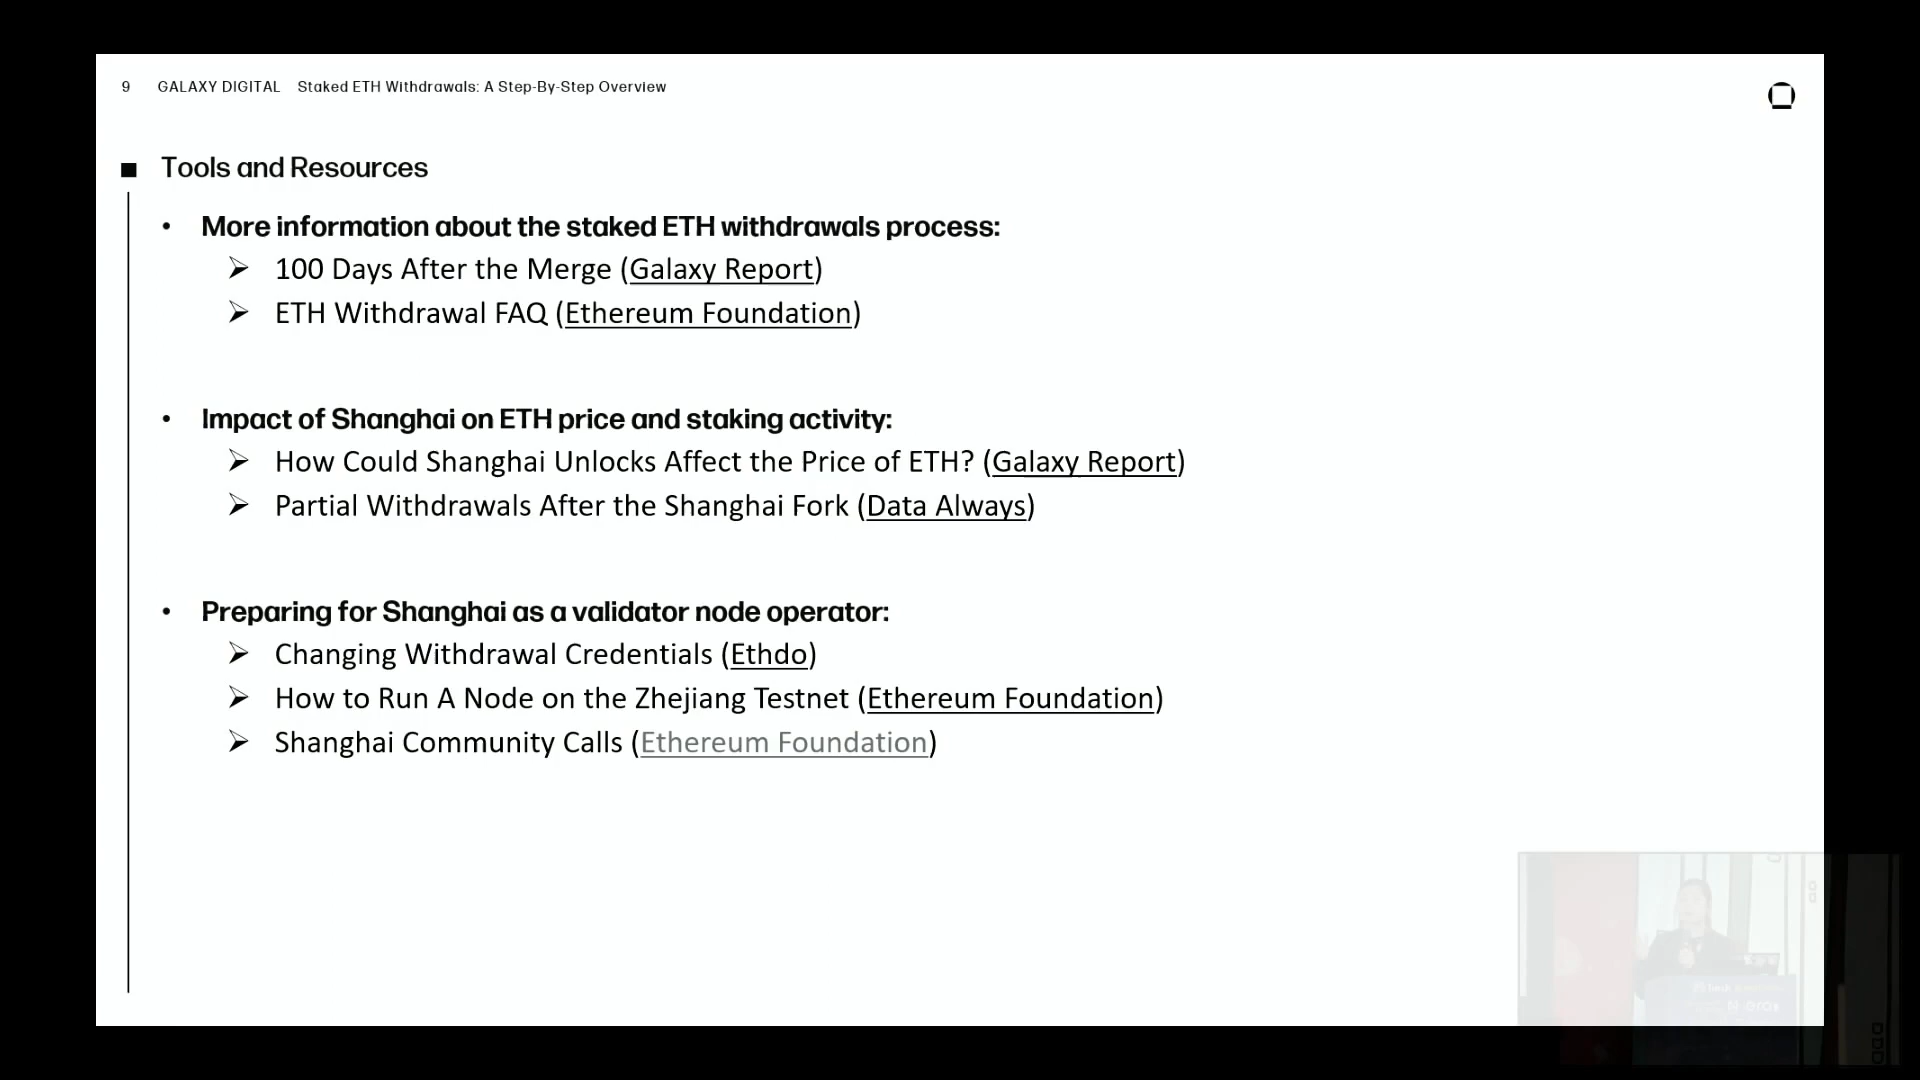 9 GALAXY DIGITAL Staked ETH Withdrawals: A Step-By-Step Overview
■ Tools and Resources
• More information about the staked ETH withdrawals process:
➢ 100 Days After the Merge (Galaxy Report)
➢ ETH Withdrawal FAQ (Ethereum Foundation)
• Impact of Shanghai on ETH price and staking activity:
➢ How Could Shanghai Unlocks Affect the Price of ETH? (Galaxy Report)
➢ Partial Withdrawals After the Shanghai Fork (Data Always)
• Preparing for Shanghai as a validator node operator:
➢ Changing Withdrawal Credentials (Ethdo)
➢ How to Run A Node on the Zhejiang Testnet (Ethereum Foundation)
➢ Shanghai Community Calls (Ethereum Foundation)